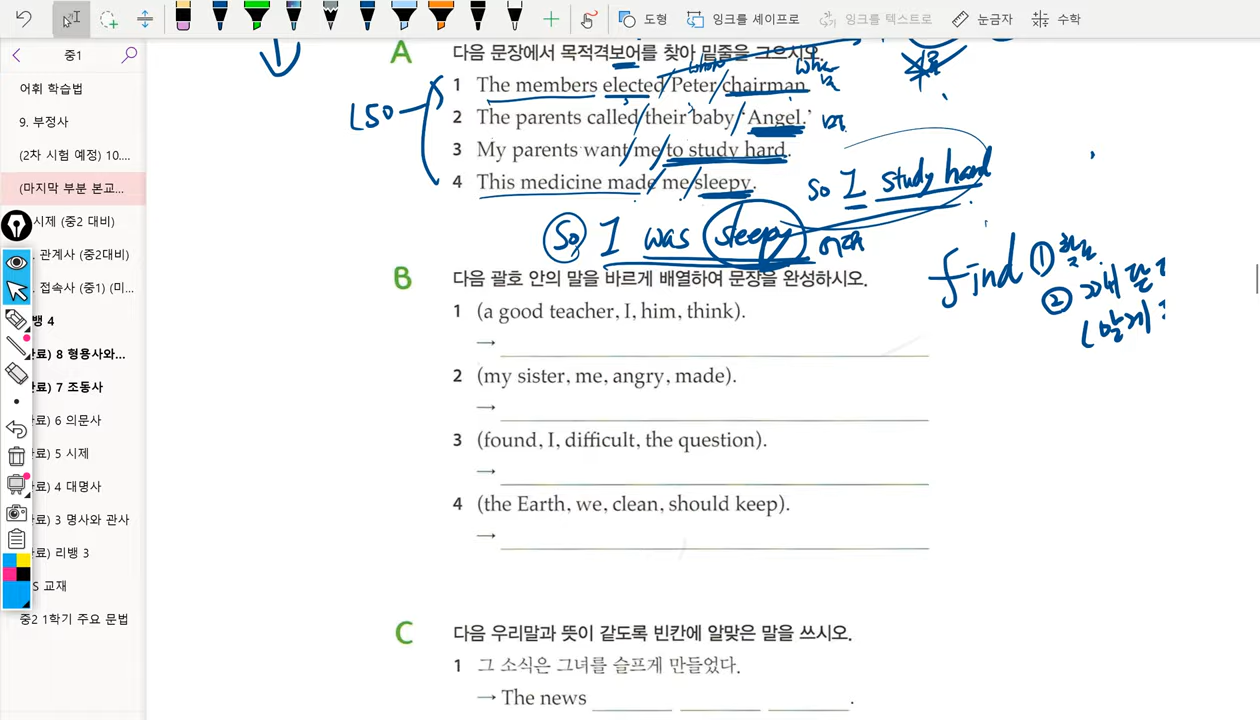 도형
잉크를 셰이프로
잉크를 텍스트로
눈금자
수학
중1
어휘 학습법
9. 부정사
(2차 시험 예정) 10....
(마지막 부분 본교...
시제 (중2 대비)
. 관계사 (중2대비)
. 접속사 (중1) (미...
뱅 4
료) 8 형용사와...
료) 7 조동사
료) 6 의문사
료) 5 시제
료) 4 대명사
료) 3 명사와 관사
료) 리뱅 3
S 교재
중2 1학기 주요 문법
A 다음 문장에서 목적격보어를 찾아 밑줄을 그으시오.
1 The members elected Peter chairman.
2 The parents called their baby ‘Angel.’
3 My parents want me to study hard.
4 This medicine made me sleepy.
so I study hard
So I was sleepy
find ①
②
B 다음 괄호 안의 말을 바르게 배열하여 문장을 완성하시오.
1 (a good teacher, I, him, think).
→
2 (my sister, me, angry, made).
→
3 (found, I, difficult, the question).
→
4 (the Earth, we, clean, should keep).
→
C 다음 우리말과 뜻이 같도록 빈칸에 알맞은 말을 쓰시오.
1 그 소식은 그녀를 슬프게 만들었다.
→ The news ________ ________ ________.